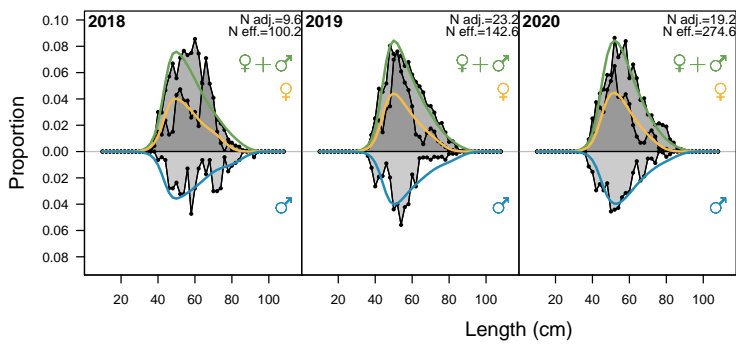 2018
N adj.=9.6
N eff.=100.2
♀+♂
♀
♂
2019
N adj.=23.2
N eff.=142.6
♀+♂
♀
♂
2020
N adj.=19.2
N eff.=274.6
♀+♂
♀
♂
Proportion
0.10
0.08
0.06
0.04
0.02
0.00
0.02
0.04
0.06
0.08
20 40 60 80 100
20 40 60 80 100
20 40 60 80 100
Length (cm)